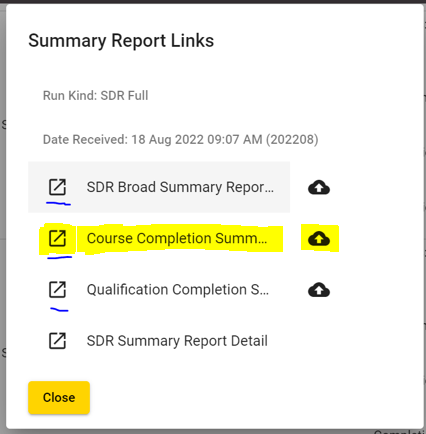 Summary Report Links
Run Kind: SDR Full
Date Received: 18 Aug 2022 09:07 AM (202208)
SDR Broad Summary Repor...
Course Completion Summ...
Qualification Completion S...
SDR Summary Report Detail
Close